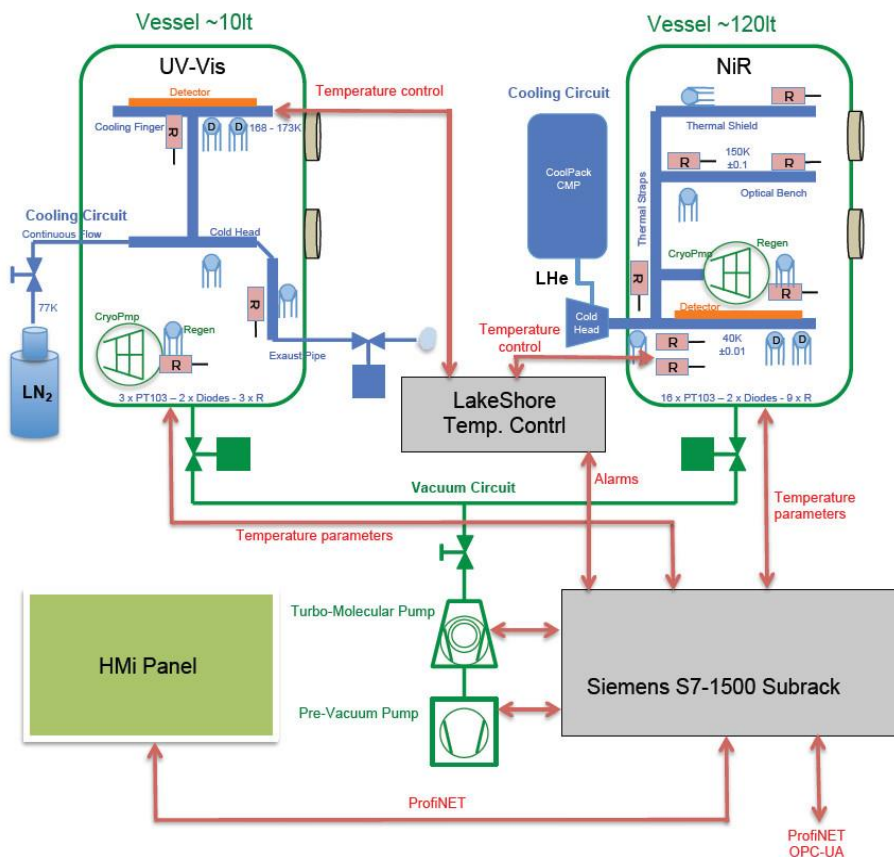 Vessel ~10lt
Vessel ~120lt
UV-Vis
NiR
Detector
Temperature control
Cooling Circuit
R
Cooling Finger
R
D
D
168 - 173K
Thermal Shield
CoolPack
CMP
R
150K
±0.1
R
Optical Bench
Thermal Straps
Cooling Circuit
Continuous Flow
Cold Head
CryoPmp
Regen
R
LHe
R
77K
R
Detector
Cold
Head
CryoPmp
Regen
R
Exaust Pipe
Temperature
control
R
R
40K
±0.01
D
D
LN2
3 x PT103 – 2 x Diodes - 3 x R
LakeShore
Temp. Contrl
16 x PT103 – 2 x Diodes - 9 x R
Alarms
Vacuum Circuit
Temperature
parameters
Temperature parameters
Turbo-Molecular Pump
HMi Panel
Siemens S7-1500 Subrack
Pre-Vacuum Pump
ProfiNET
ProfiNET
OPC-UA